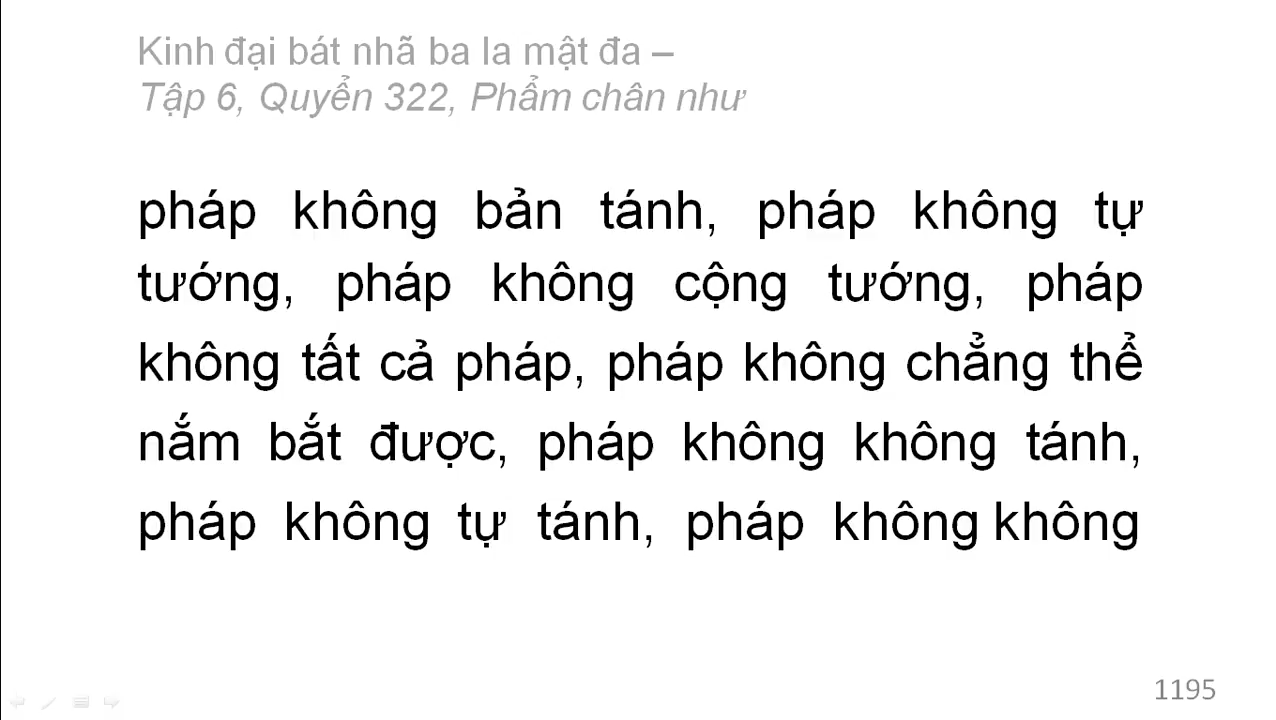 Kinh đại bát nhã ba la mật đa –
Tập 6, Quyển 322, Phẩm chân như
pháp không bản tánh, pháp không tự
tướng, pháp không cộng tướng, pháp
không tất cả pháp, pháp không chẳng thể
nắm bắt được, pháp không không tánh,
pháp không tự tánh, pháp không không
1195